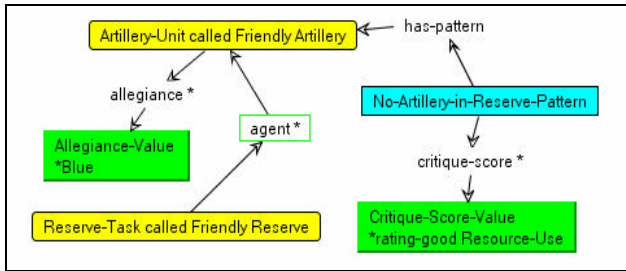 Artillery-Unit called Friendly Artillery
has-pattern
allegiance *
No-Artillery-in-Reserve-Pattern
agent *
Allegiance-Value
*Blue
critique-score *
Reserve-Task called Friendly Reserve
Critique-Score-Value
*rating-good Resource-Use